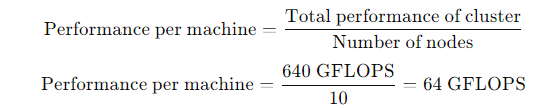 Performance per machine = Total performance of cluster / Number of nodes
Performance per machine = 640 GFLOPS / 10 = 64 GFLOPS